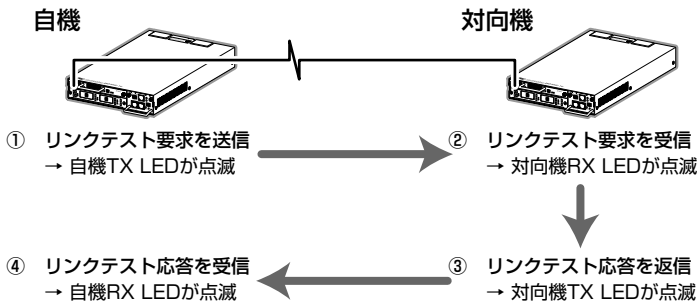 自機
対向機
① リンクテスト要求を送信
→ 自機TX LEDが点滅
② リンクテスト要求を受信
→ 対向機RX LEDが点滅
③ リンクテスト応答を返信
→ 対向機TX LEDが点滅
④ リンクテスト応答を受信
→ 自機RX LEDが点滅